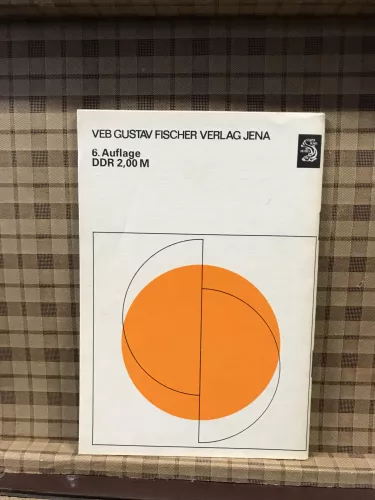 VEB GUSTAV FISCHER VERLAG JENA
6. Auflage
DDR 2,00 M